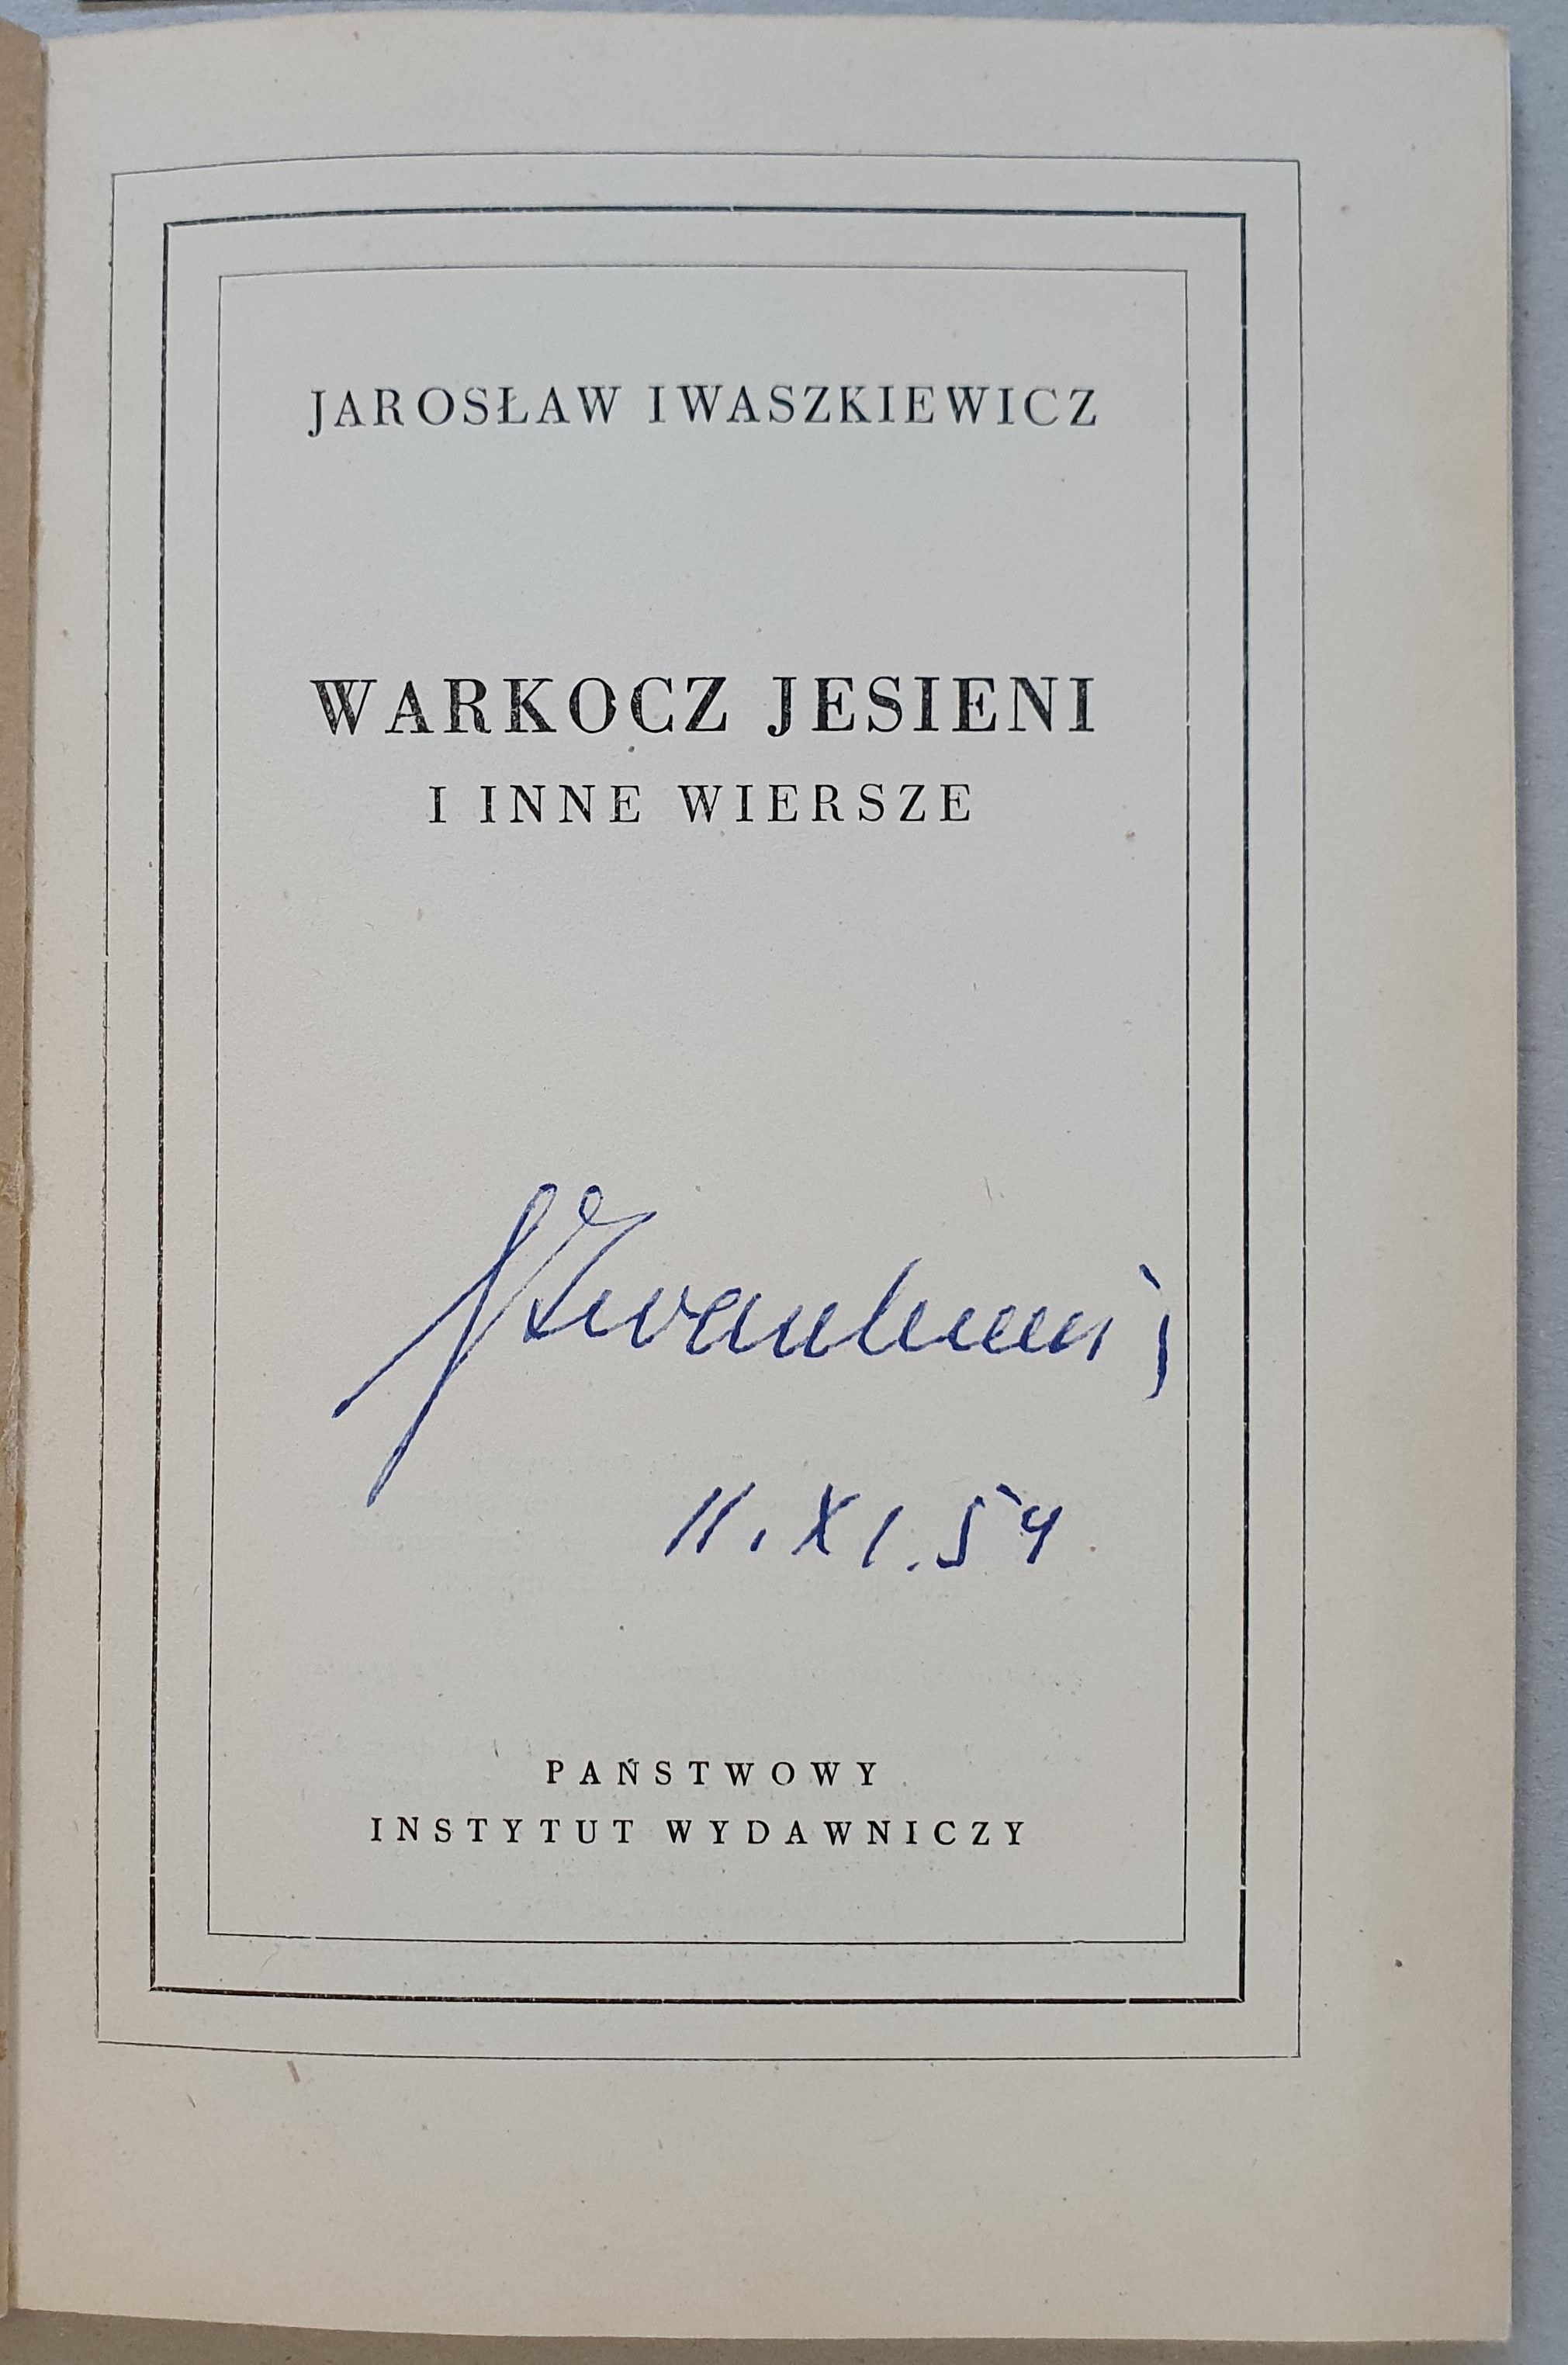 JAROSŁAW IWASZKIEWICZ
WARKOCZ JESIENI
I INNE WIERSZE
11. XI. 54
PAŃSTWOWY
INSTYTUT WYDAWNICZY